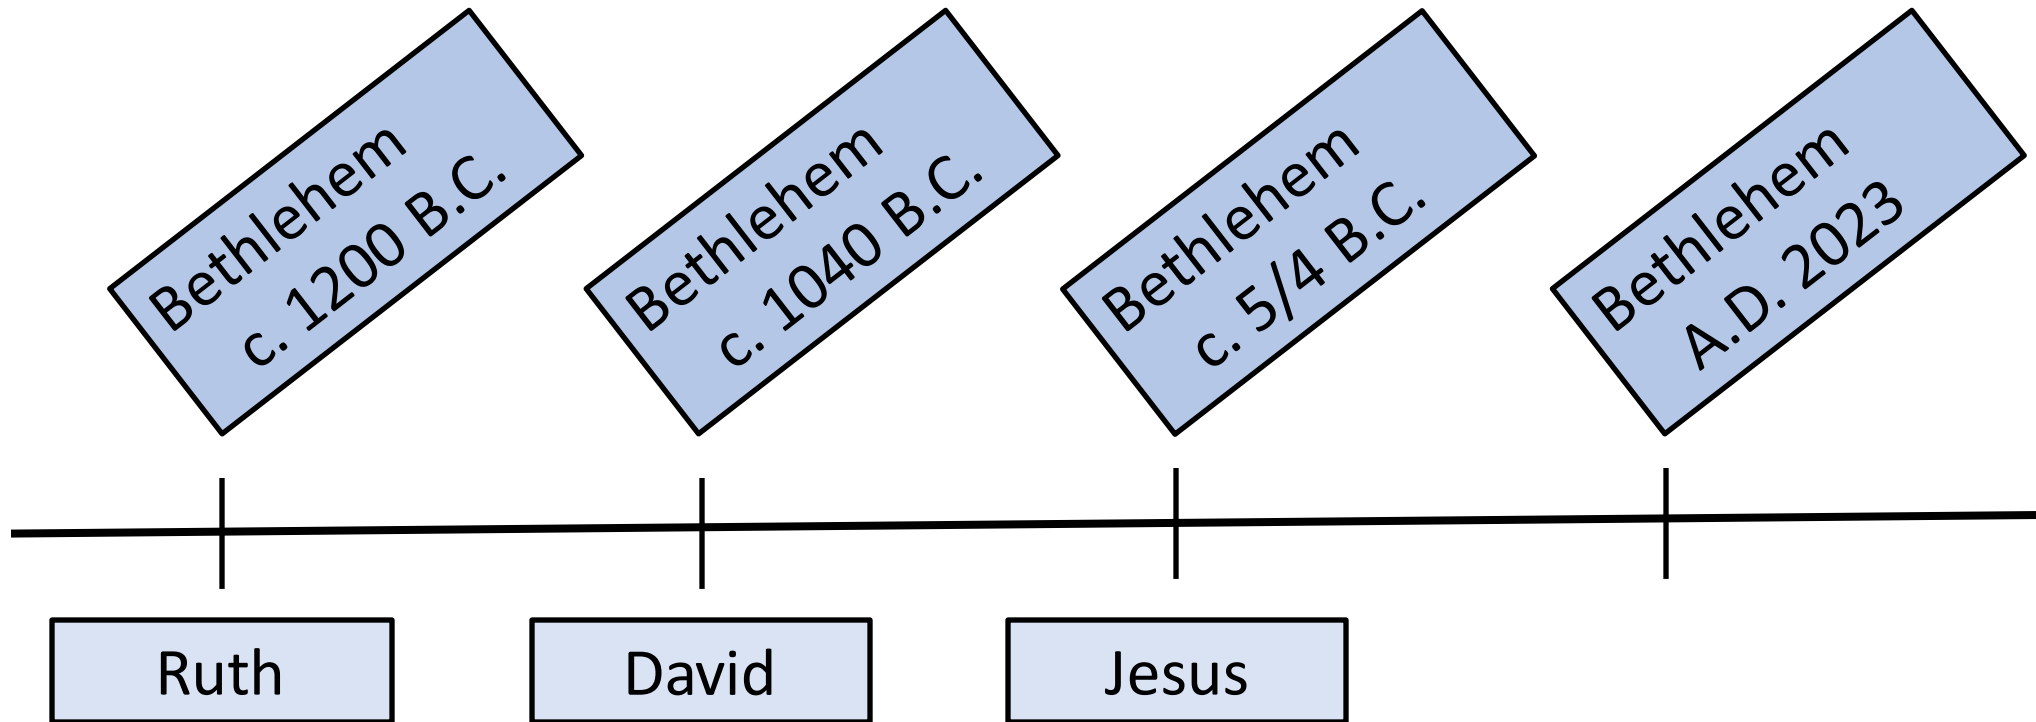 Bethlehem
c. 1200 B.C.
Bethlehem
c. 1040 B.C.
Bethlehem
c. 5/4 B.C.
Bethlehem
A.D. 2023
Ruth
David
Jesus